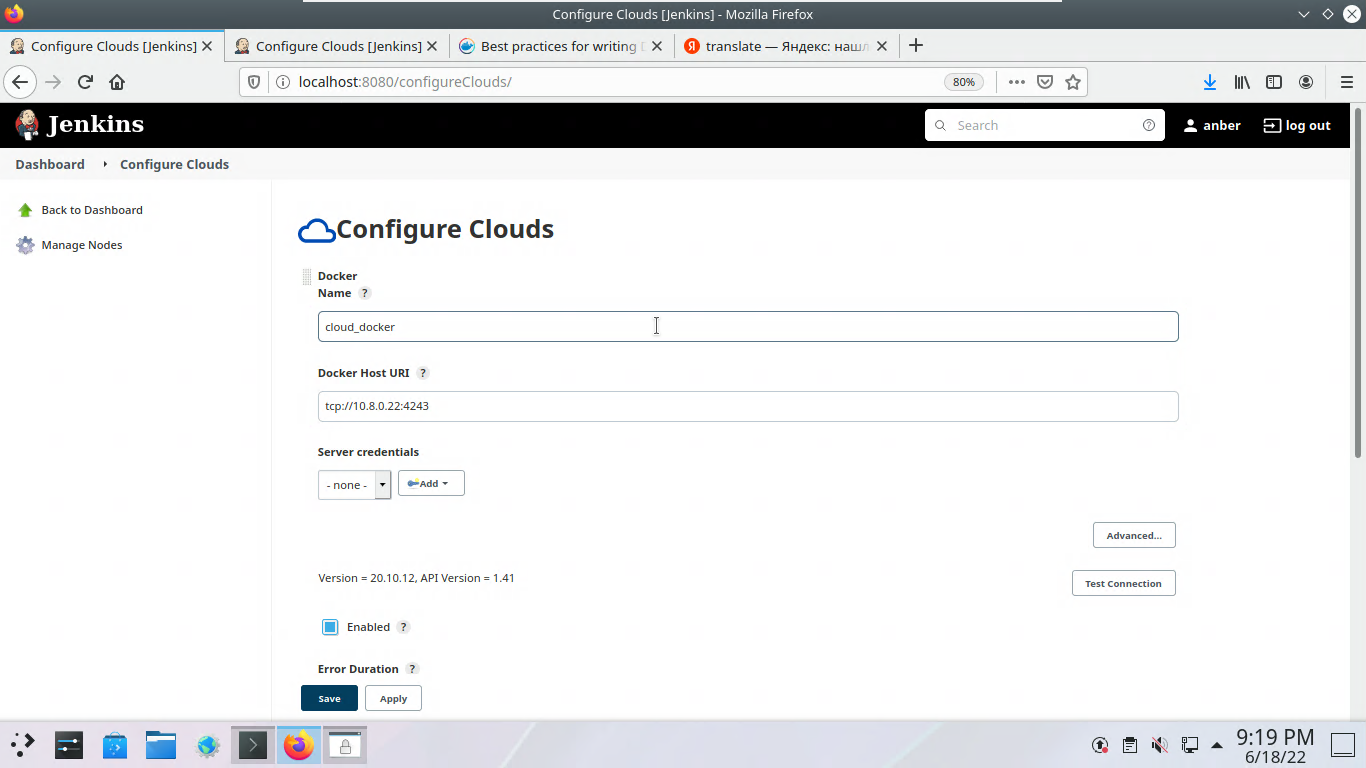 Configure Clouds [Jenkins] - Mozilla Firefox
Configure Clouds [Jenkins]
Configure Clouds [Jenkins]
Best practices for writing
translate — Яндекс: нашл
localhost:8080/configureClouds/
80%
Jenkins
Search
anber
log out
Dashboard
Configure Clouds
Back to Dashboard
Manage Nodes
Configure Clouds
Docker
Name ?
cloud_docker
Docker Host URI ?
tcp://10.8.0.22:4243
Server credentials
- none -
Add
Advanced...
Version = 20.10.12, API Version = 1.41
Test Connection
Enabled ?
Error Duration ?
Save
Apply
9:19 PM
6/18/22